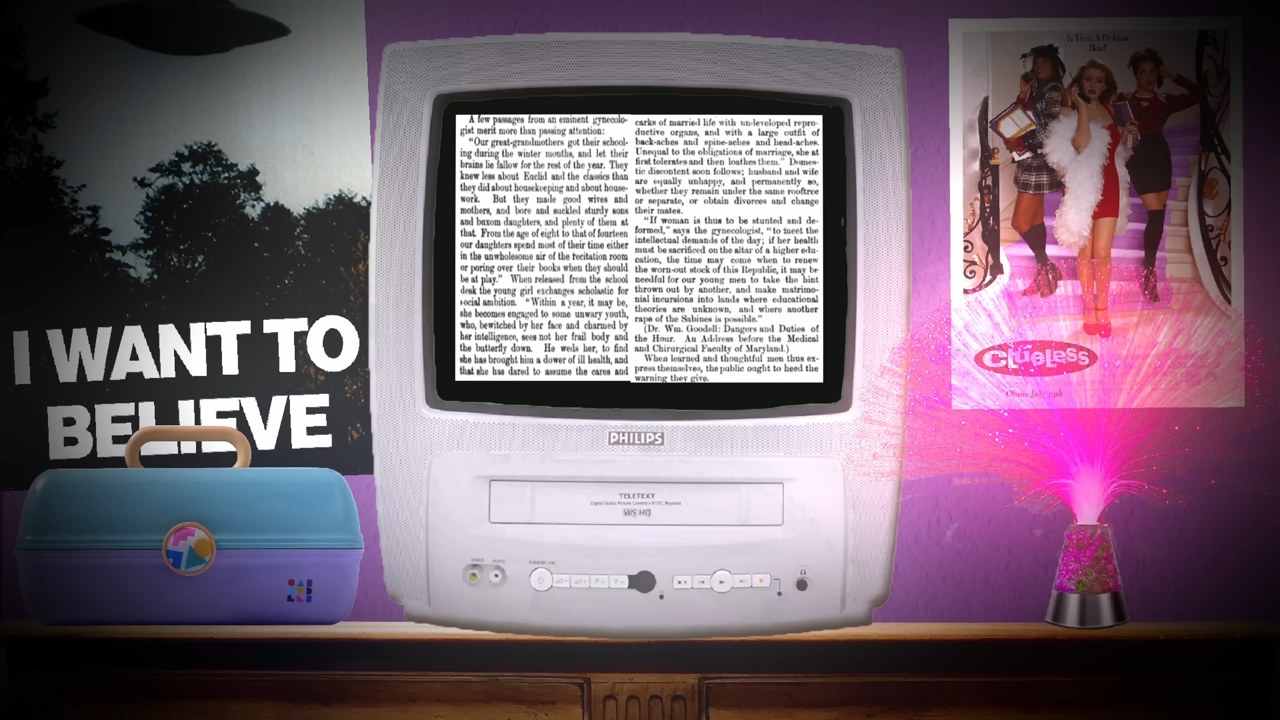 I WANT TO
BELIEVE
A few passages from an eminent gynecolo-
gist merit more than passing attention:
"Our great-grandmothers got their school-
ing during the winter months, and let their
brains lie fallow for the rest of the year. They
knew less about Euclid and the classics than
they did about housekeeping and about house-
work. But they made good wives and
mothers, and bore and suckled sturdy sons
and buxom daughters, and plenty of them at
that. From the age of eight to that of fourteen
our daughters spend most of their time either
in the unwholesome air of the recitation room
or poring over their books when they should
be at play." When released from the school
desk the young girl exchanges scholastic for
social ambition. "Within a year, it may be,
she becomes engaged to some unwary youth,
who, bewitched by her face and charmed by
her intelligence, sees not her frail body and
the butterfly down. He weds her, to find
she has brought him a dower of ill health, and
that she has dared to assume the cares and
carks of married life with undeveloped repro-
ductive organs, and with a large outfit of
back-aches and spine-aches and head-aches.
Unequal to the obligations of marriage, she at
first tolerates and then loathes them." Domes-
tic discontent soon follows; husband and wife
are equally unhappy, and permanently so,
whether they remain under the same rooftree
or separate, or obtain divorces and change
their mates.
"If woman is thus to be stunted and de-
formed," says the gynecologist, "to meet the
intellectual demands of the day; if her health
must be sacrificed on the altar of a higher edu-
cation, the time may come when to renew
the worn-out stock of this Republic, it may be
needful for our young men to take the hint
thrown out by another, and make matrimo-
nial incursions into lands where educational
theories are unknown, and where another
rape of the Sabines is possible."
(Dr. Wm. Goodell: Dangers and Duties of
the Hour. An Address before the Medical
and Chirurgical Faculty of Maryland.)
When learned and thoughtful men thus ex-
press themselves, the public ought to heed the
warning they give.
PHILIPS
TELETEXT
VHS HQ
CLUELESS